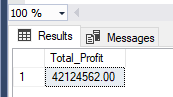 100 %
Results Messages
Total_Profit
1 42124562.00